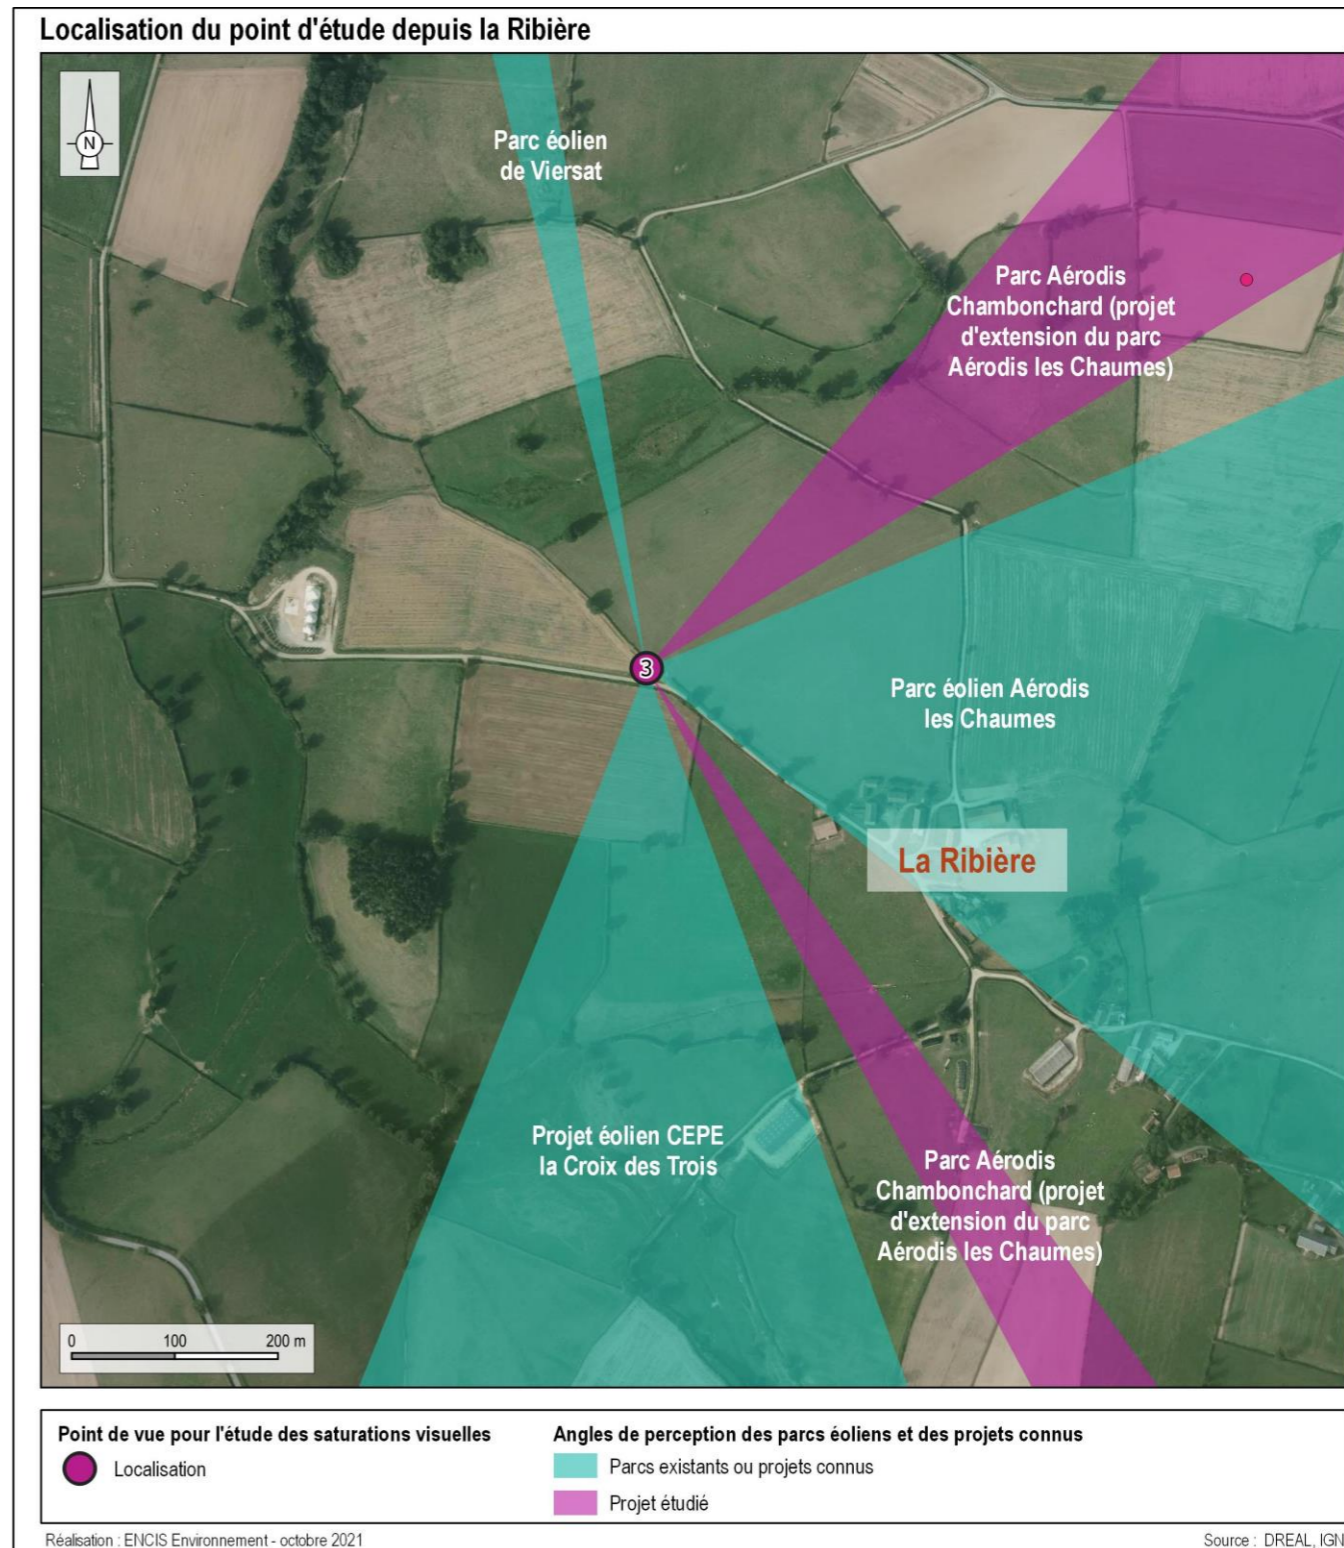 Localisation du point d'étude depuis la Ribière
N
Parc éolien
de Viersat
Parc Aérodis
Chambonchard (projet
d'extension du parc
Aérodis les Chaumes)
3
Parc éolien Aérodis
les Chaumes
La Ribière
Projet éolien CEPE
la Croix des Trois
Parc Aérodis
Chambonchard (projet
d'extension du parc
Aérodis les Chaumes)
0 100 200 m
Point de vue pour l'étude des saturations visuelles
Localisation
Angles de perception des parcs éoliens et des projets connus
Parcs existants ou projets connus
Projet étudié
Réalisation : ENCIS Environnement - octobre 2021
Source : DREAL, IGN